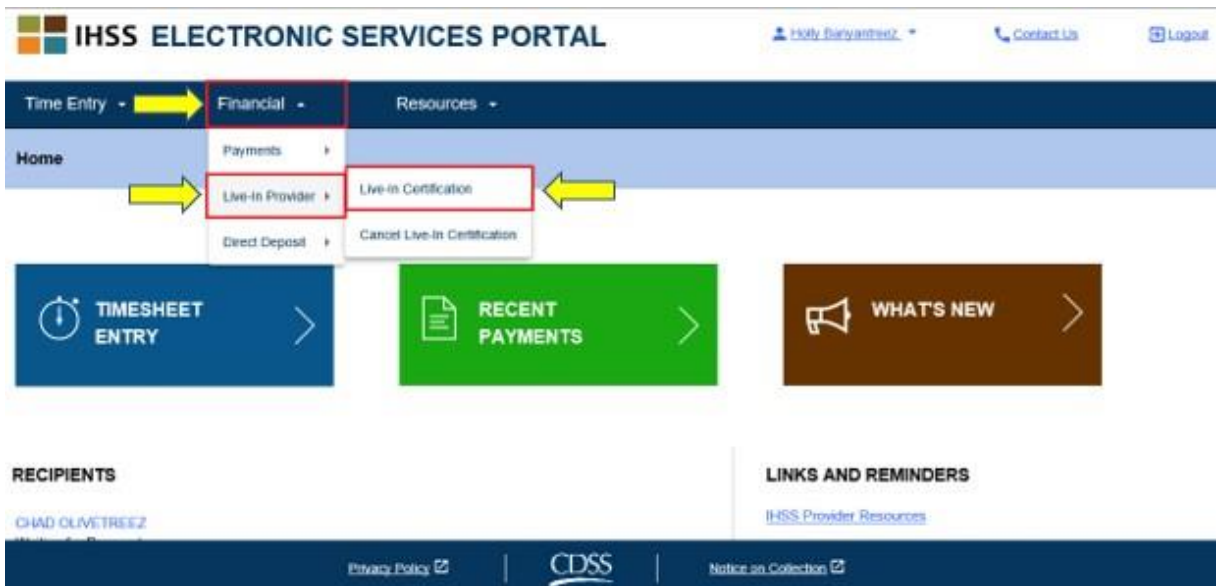 IHSS ELECTRONIC SERVICES PORTAL
Holly Banyantreez
Contact Us
Logout
Time Entry
Financial
Resources
Home
Payments
Live-In Provider
Live-In Certification
Direct Deposit
Cancel Live-In Certification
TIMESHEET
ENTRY
RECENT
PAYMENTS
WHAT'S NEW
RECIPIENTS
LINKS AND REMINDERS
CHAD OLIVETREEZ
IHSS Provider Resources
Privacy Policy
CDSS
Notice on Collection